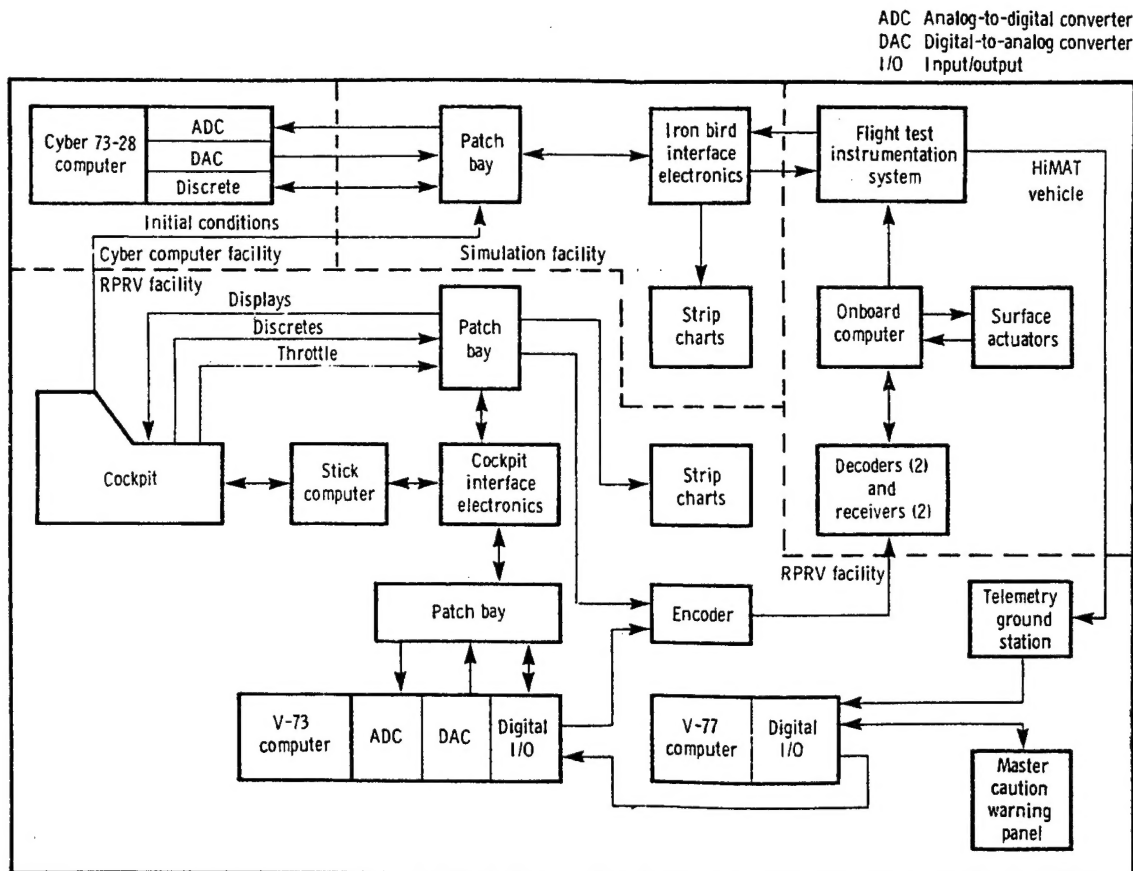 ADC Analog-to-digital converter
DAC Digital-to-analog converter
I/O Input/output
Cyber 73-28
computer
ADC
DAC
Discrete
Patch
bay
Iron bird
interface
electronics
Flight test
instrumentation
system
HiMAT
vehicle
Initial conditions
Cyber computer facility
Simulation facility
RPRV facility
Displays
Discretes
Throttle
Patch
bay
Strip
charts
Onboard
computer
Surface
actuators
Cockpit
Stick
computer
Cockpit
interface
electronics
Strip
charts
Decoders (2)
and
receivers (2)
RPRV facility
Patch bay
Encoder
Telemetry
ground
station
V-73
computer
ADC
DAC
Digital
I/O
V-77
computer
Digital
I/O
Master
caution
warning
panel